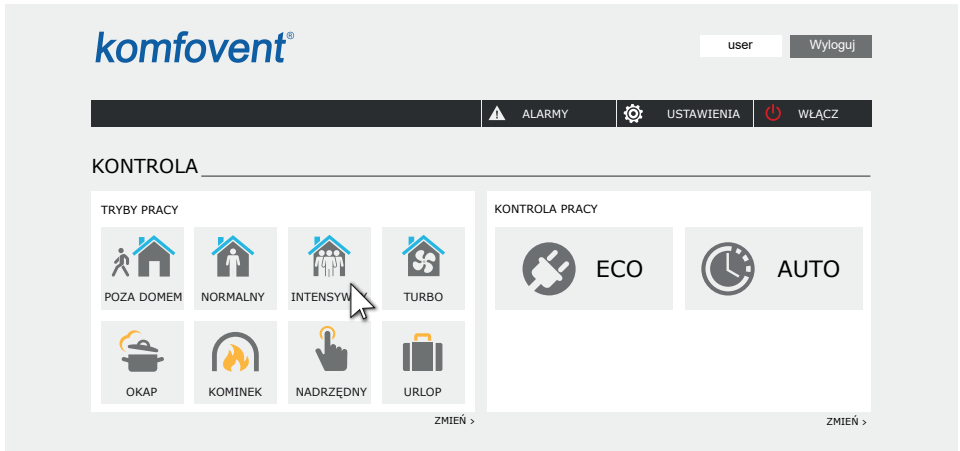 komfovent®
user Wyloguj
ALARMY USTAWIENIA WŁĄCZ
KONTROLA
TRYBY PRACY
POZA DOMEM NORMALNY TURBO
OKAP KOMINEK NADRZĘDNY URLOP
ZMIEŃ >
KONTROLA PRACY
ECO AUTO
ZMIEŃ >